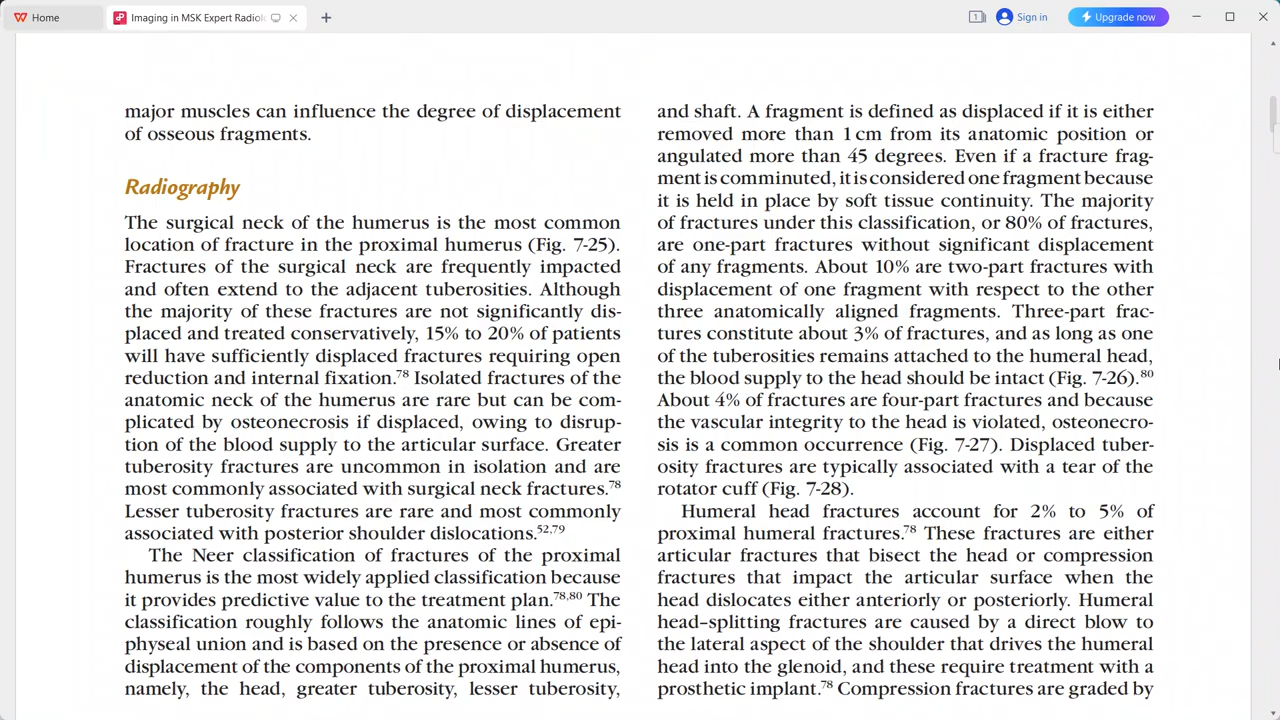 Home
Imaging in MSK Expert Radiolo
Sign in
Upgrade now
major muscles can influence the degree of displacement
of osseous fragments.
Radiography
The surgical neck of the humerus is the most common
location of fracture in the proximal humerus (Fig. 7-25).
Fractures of the surgical neck are frequently impacted
and often extend to the adjacent tuberosities. Although
the majority of these fractures are not significantly dis-
placed and treated conservatively, 15% to 20% of patients
will have sufficiently displaced fractures requiring open
reduction and internal fixation.78 Isolated fractures of the
anatomic neck of the humerus are rare but can be com-
plicated by osteonecrosis if displaced, owing to disrup-
tion of the blood supply to the articular surface. Greater
tuberosity fractures are uncommon in isolation and are
most commonly associated with surgical neck fractures.78
Lesser tuberosity fractures are rare and most commonly
associated with posterior shoulder dislocations.52,79
The Neer classification of fractures of the proximal
humerus is the most widely applied classification because
it provides predictive value to the treatment plan.78,80 The
classification roughly follows the anatomic lines of epi-
physeal union and is based on the presence or absence of
displacement of the components of the proximal humerus,
namely, the head, greater tuberosity, lesser tuberosity,
and shaft. A fragment is defined as displaced if it is either
removed more than 1 cm from its anatomic position or
angulated more than 45 degrees. Even if a fracture frag-
ment is comminuted, it is considered one fragment because
it is held in place by soft tissue continuity. The majority
of fractures under this classification, or 80% of fractures,
are one-part fractures without significant displacement
of any fragments. About 10% are two-part fractures with
displacement of one fragment with respect to the other
three anatomically aligned fragments. Three-part frac-
tures constitute about 3% of fractures, and as long as one
of the tuberosities remains attached to the humeral head,
the blood supply to the head should be intact (Fig. 7-26).80
About 4% of fractures are four-part fractures and because
the vascular integrity to the head is violated, osteonecro-
sis is a common occurrence (Fig. 7-27). Displaced tuber-
osity fractures are typically associated with a tear of the
rotator cuff (Fig. 7-28).
Humeral head fractures account for 2% to 5% of
proximal humeral fractures.78 These fractures are either
articular fractures that bisect the head or compression
fractures that impact the articular surface when the
head dislocates either anteriorly or posteriorly. Humeral
head–splitting fractures are caused by a direct blow to
the lateral aspect of the shoulder that drives the humeral
head into the glenoid, and these require treatment with a
prosthetic implant.78 Compression fractures are graded by